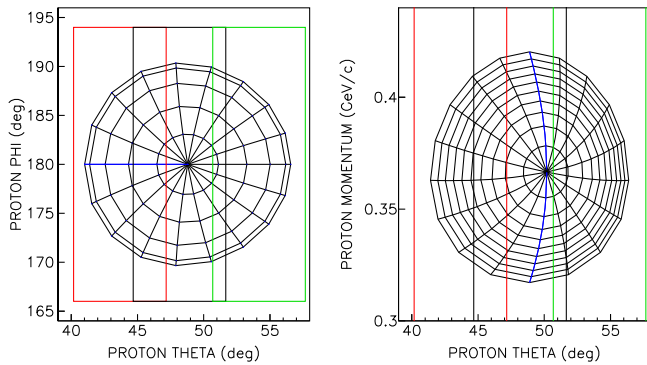 195
190
185
180
175
170
165
PROTON PHI (deg)
40 45 50 55
PROTON THETA (deg)
0.4
0.35
0.3
PROTON MOMENTUM (GeV/c)
40 45 50 55
PROTON THETA (deg)